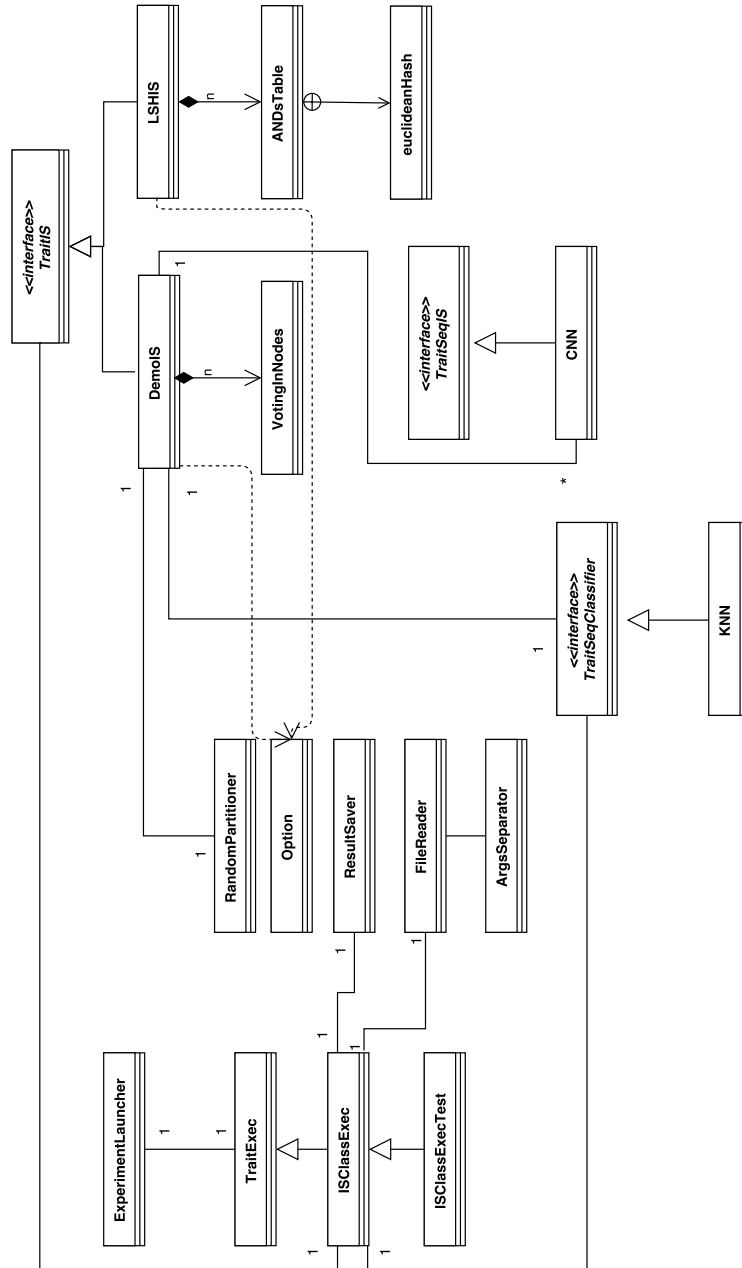 <<interface>>
TraitIS
LSHIS
n
ANDsTable
euclideanHash
DemoIS
1
n
VotingInNodes
<<interface>>
TraitSeqIS
CNN
*
1
1
<<interface>>
TraitSeqClassifier
1
KNN
RandomPartitioner
1
Option
ResultSaver
1
FileReader
1
ArgsSeparator
ExperimentLauncher
1
1
TraitExec
ISClassExec
1
1
1
1
ISClassExecTest